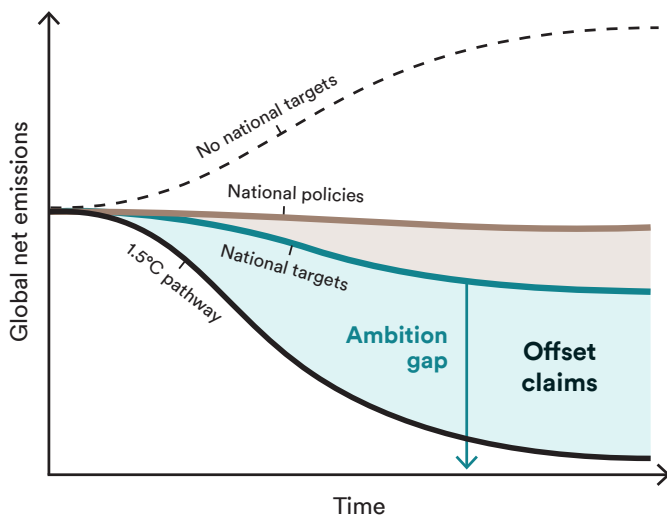 No national targets
National policies
National targets
1.5°C pathway
Ambition
gap
Offset
claims
Global net emissions
Time